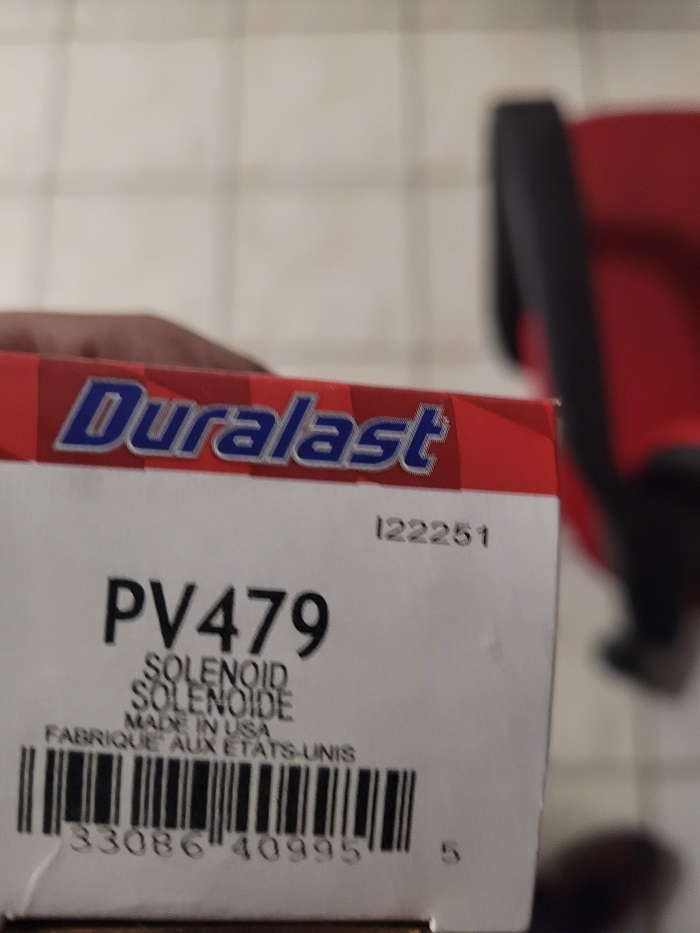 Duralast
I22251
PV479
SOLENOID
SOLENOIDE
MADE IN USA
FABRIQUE AUX ETATS-UNIS
33086 40995 5